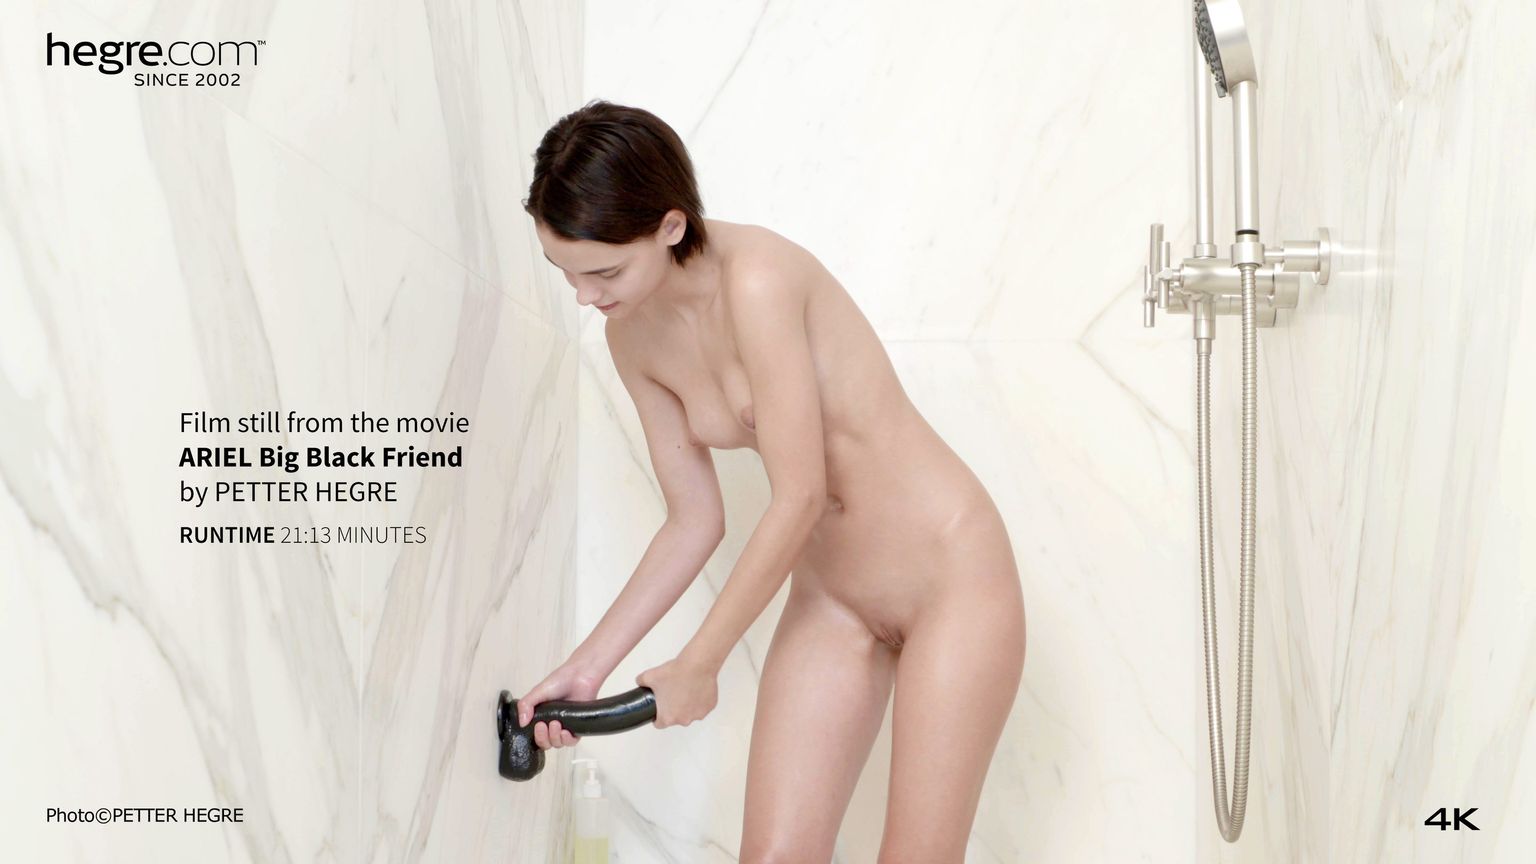 hegre.com™
SINCE 2002
Film still from the movie
ARIEL Big Black Friend
by PETTER HEGRE
RUNTIME 21:13 MINUTES
Photo©PETTER HEGRE
4K